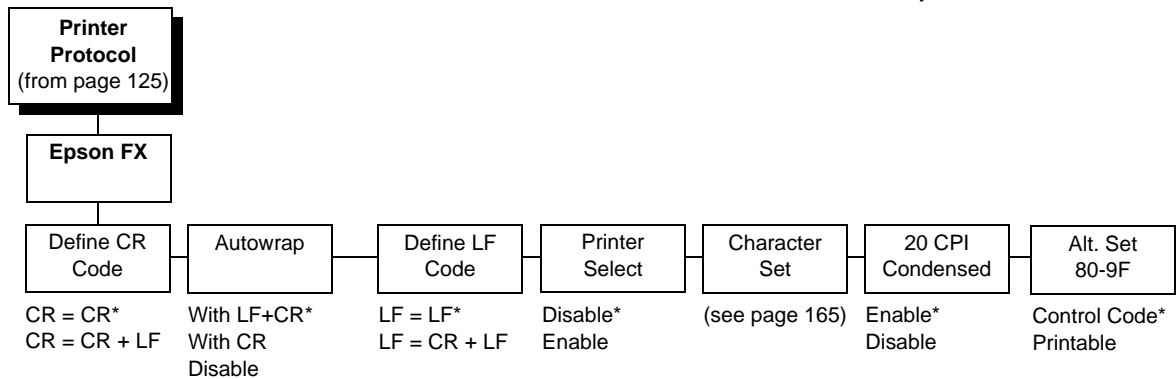 Printer
Protocol
(from page 125)
Epson FX
Define CR
Code
CR = CR*
CR = CR + LF
Autowrap
With LF+CR*
With CR
Disable
Define LF
Code
LF = LF*
LF = CR + LF
Printer
Select
Disable*
Enable
Character
Set
(see page 165)
20 CPI
Condensed
Enable*
Disable
Alt. Set
80-9F
Control Code*
Printable